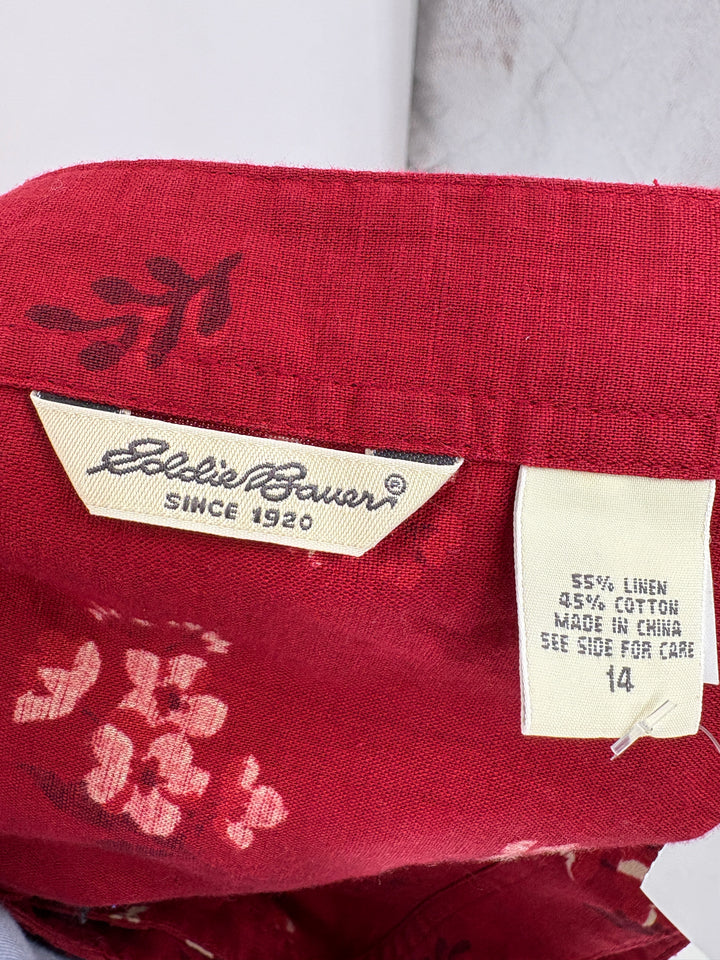 Eddie Bauer®
SINCE 1920
55% LINEN
45% COTTON
MADE IN CHINA
SEE SIDE FOR CARE
14